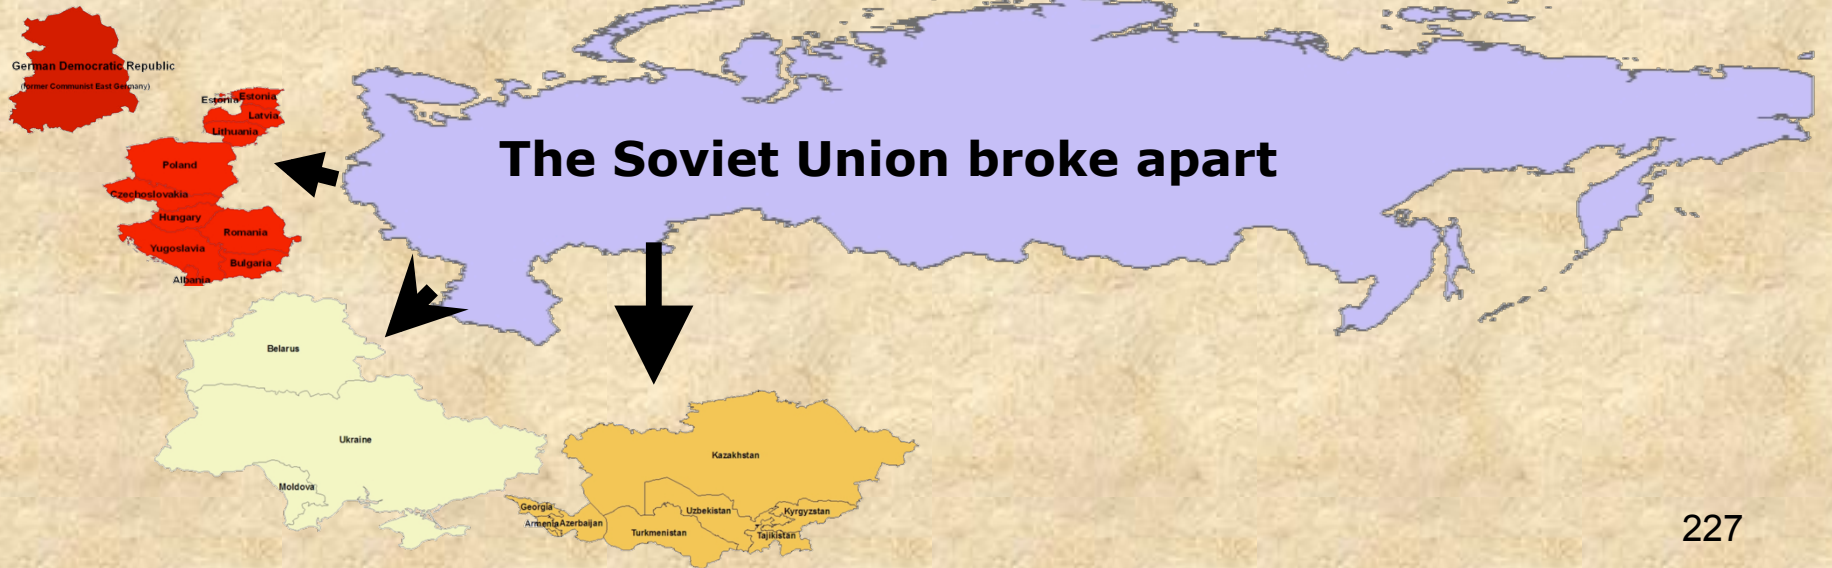 German Democratic Republic
(former Communist East Germany)
Estonia
Estonia
Latvia
Lithuania
Poland
Czechoslovakia
Hungary
Romania
Yugoslavia
Bulgaria
Albania
The Soviet Union broke apart
Belarus
Ukraine
Moldova
Kazakhstan
Georgia
Armenia
Azerbaijan
Uzbekistan
Kyrgyzstan
Turkmenistan
Tajikistan
227